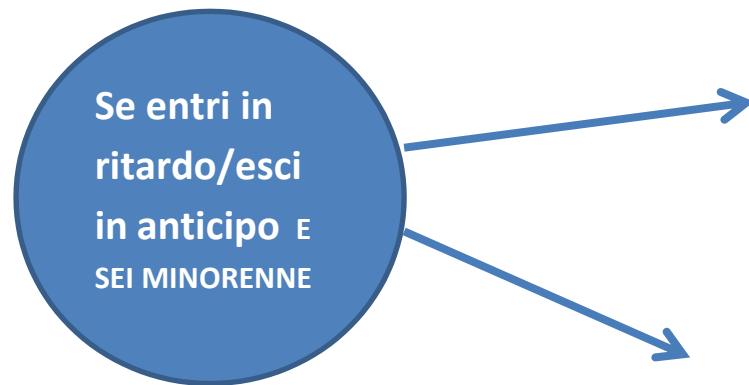 Se entri in
ritardo/esci
in anticipo E
SEI MINORENNE